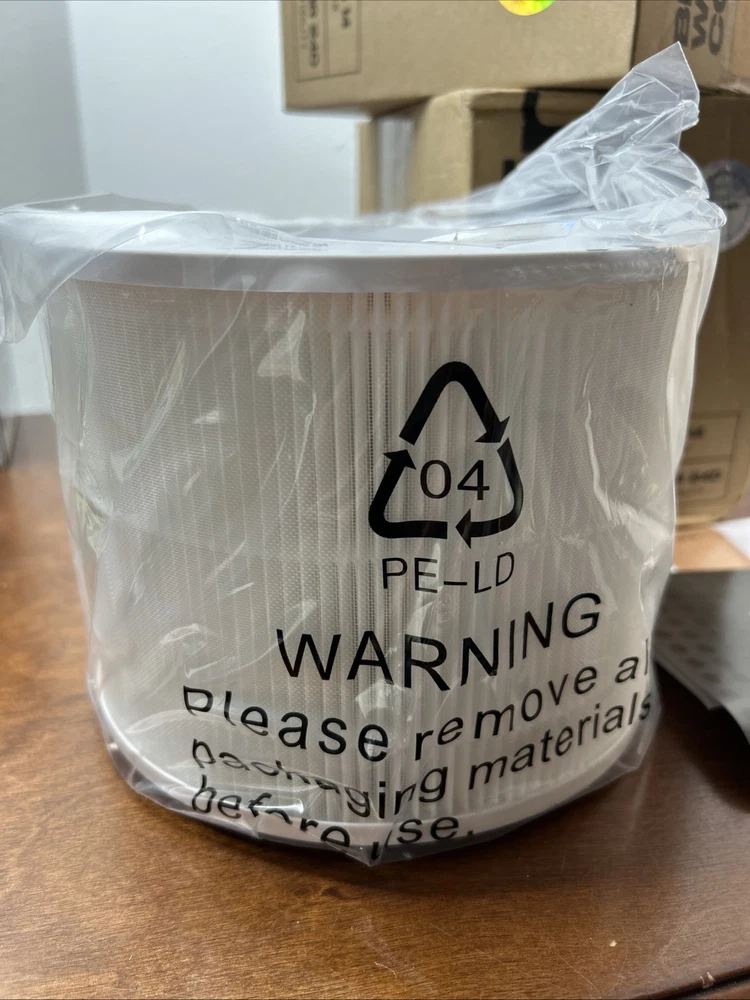 04
PE-LD
WARNING
Please remove al
packaging materials
before use.